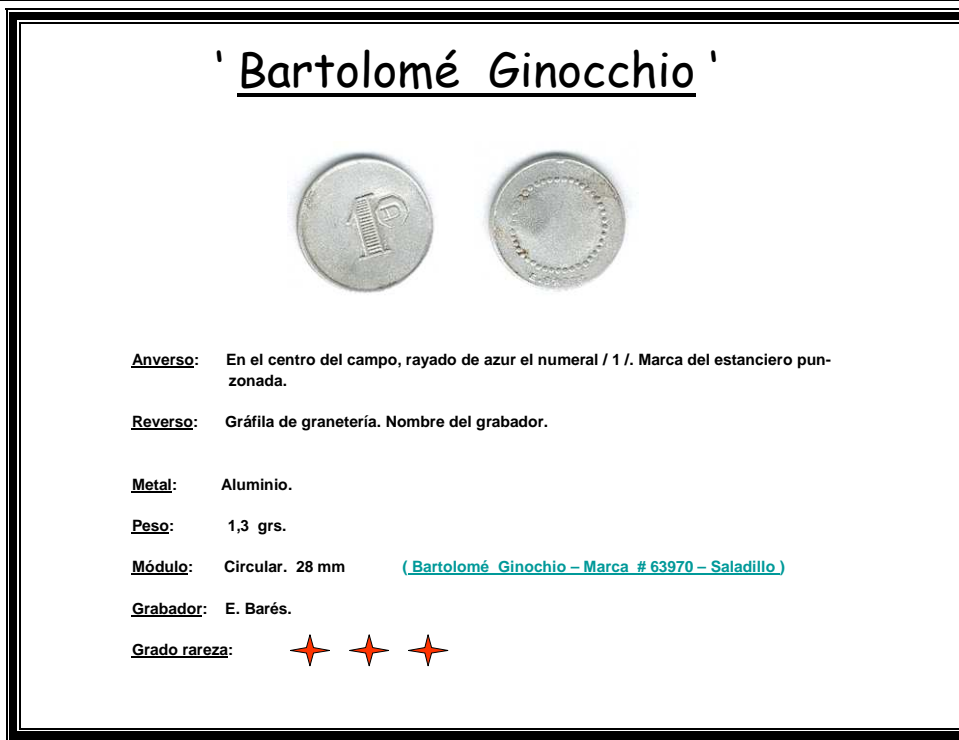 ‘ Bartolomé Ginocchio ‘
1
Anverso: En el centro del campo, rayado de azur el numeral / 1 /. Marca del estanciero pun-
zonada.
Reverso: Gráfila de granetería. Nombre del grabador.
Metal: Aluminio.
Peso: 1,3 grs.
Módulo: Circular. 28 mm ( Bartolomé Ginochio – Marca # 63970 – Saladillo )
Grabador: E. Barés.
Grado rareza: